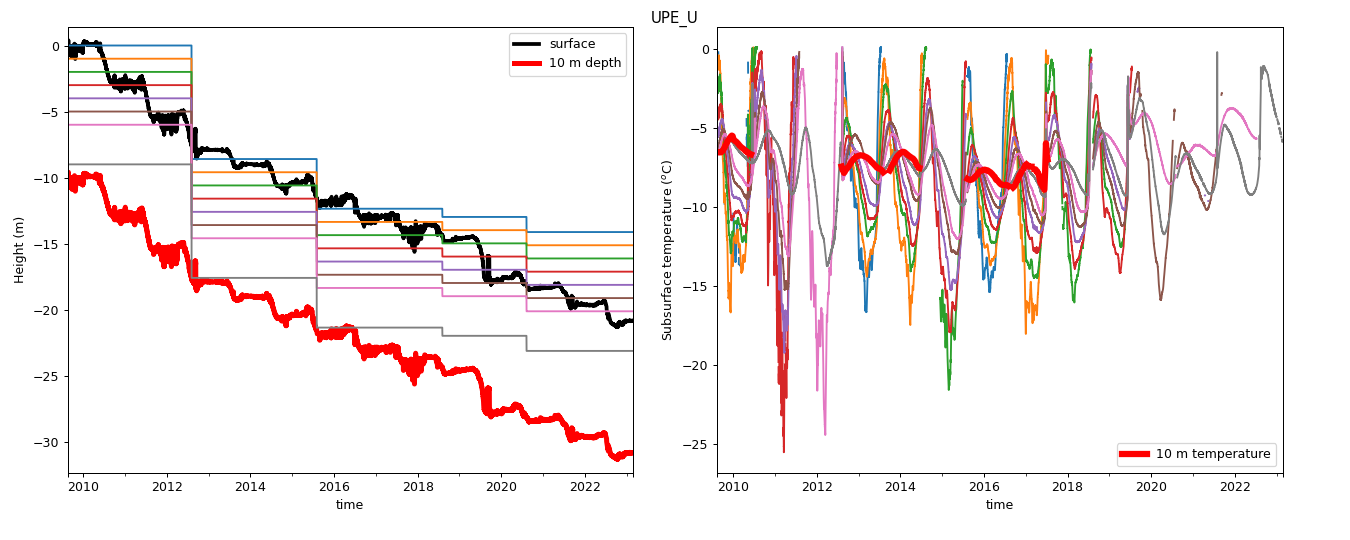 UPE_U
surface
10 m depth
Height (m)
0
−5
−10
−15
−20
−25
−30
2010 2012 2014 2016 2018 2020 2022
time
Subsurface temperature (°C)
0
−5
−10
−15
−20
−25
10 m temperature
2010 2012 2014 2016 2018 2020 2022
time